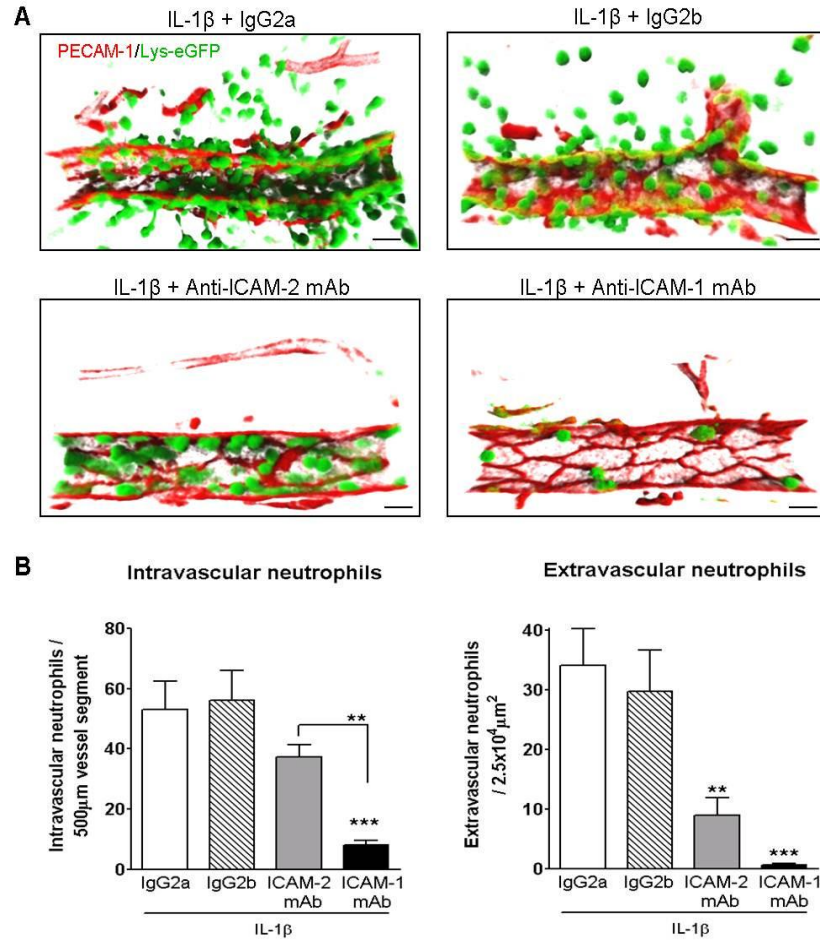 A
IL-1β + IgG2a
IL-1β + IgG2b
PECAM-1/Lys-eGFP
IL-1β + Anti-ICAM-2 mAb
IL-1β + Anti-ICAM-1 mAb
B
Intravascular neutrophils
Intravascular neutrophils /
500μm vessel segment
80
60
40
20
0
**
***
IgG2a
IgG2b
ICAM-2
mAb
ICAM-1
mAb
IL-1β
Extravascular neutrophils
Extravascular neutrophils
/ 2.5x10⁴μm²
40
30
20
10
0
**
***
IgG2a
IgG2b
ICAM-2
mAb
ICAM-1
mAb
IL-1β